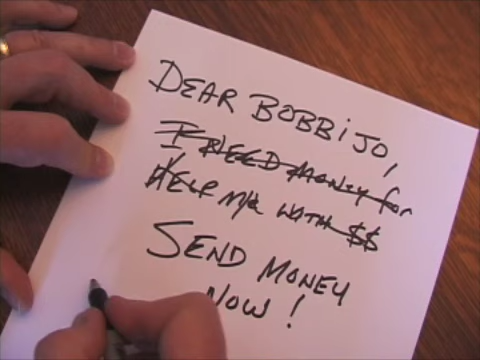 DEAR BOBBiJO,
I NEED MONEY for
HELP ME WITH $$
SEND MONEY
NOW!